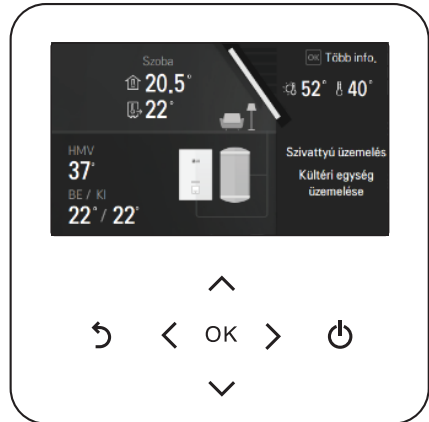 Szoba
20.5°
22°
OK Több info.
52° 40°
HMV
37°
BE / KI
22° / 22°
Szivattyú üzemelés
Kültéri egység
üzemelése
OK